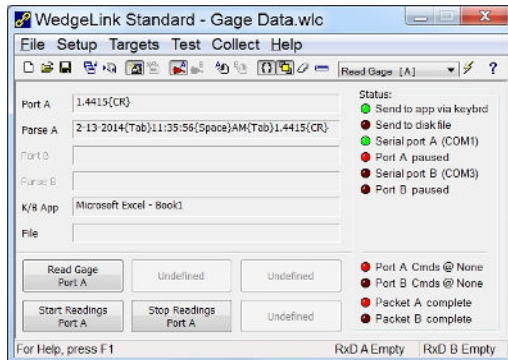 WedgeLink Standard - Gage Data.wlc
File Setup Targets Test Collect Help
Read Gage [A]
Port A 1.4415{CR}
Parse A 2-13-2014{Tab}11:35:56{Space}AM{Tab}1.4415{CR}
Port B
Parse B
K/B App Microsoft Excel - Book1
File
Status:
Send to app via keybrd
Send to disk file
Serial port A (COM1)
Port A paused
Serial port B (COM3)
Port B paused
Read Gage
Port A
Undefined
Undefined
Start Readings
Port A
Stop Readings
Port A
Undefined
Port A Cmds @ None
Port B Cmds @ None
Packet A complete
Packet B complete
For Help, press F1
RxD A Empty
RxD B Empty